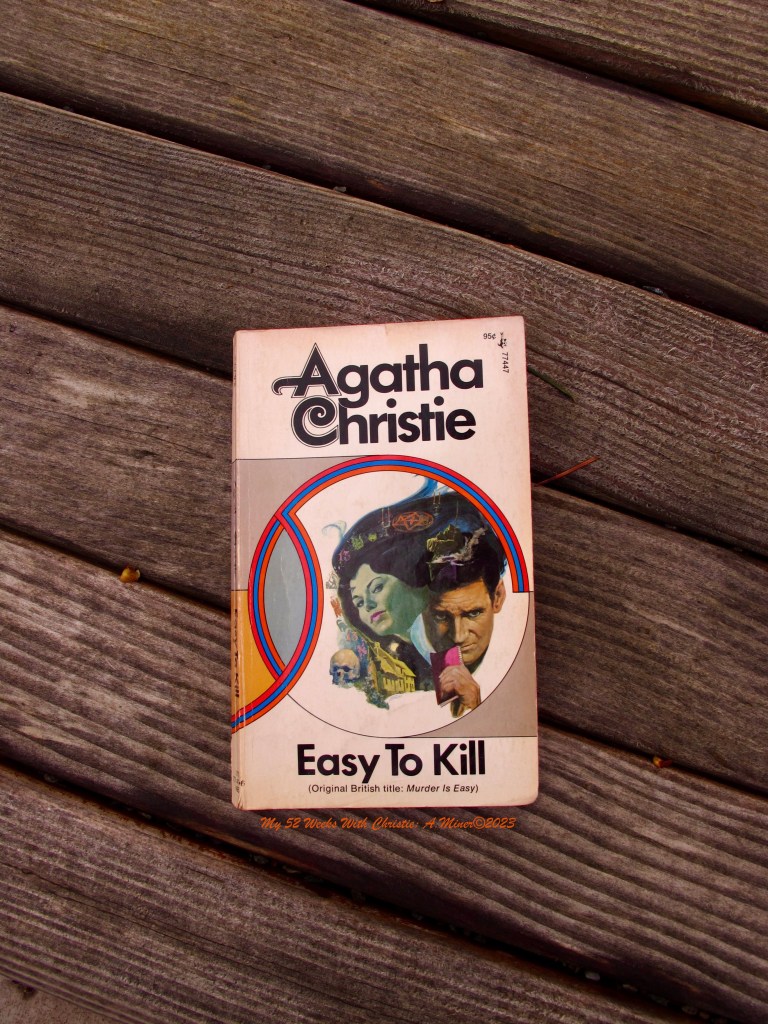 95¢
77447
Agatha
Christie
Easy To Kill
(Original British title: Murder Is Easy)
My 52 Weeks With Christie: A.Miner©2023